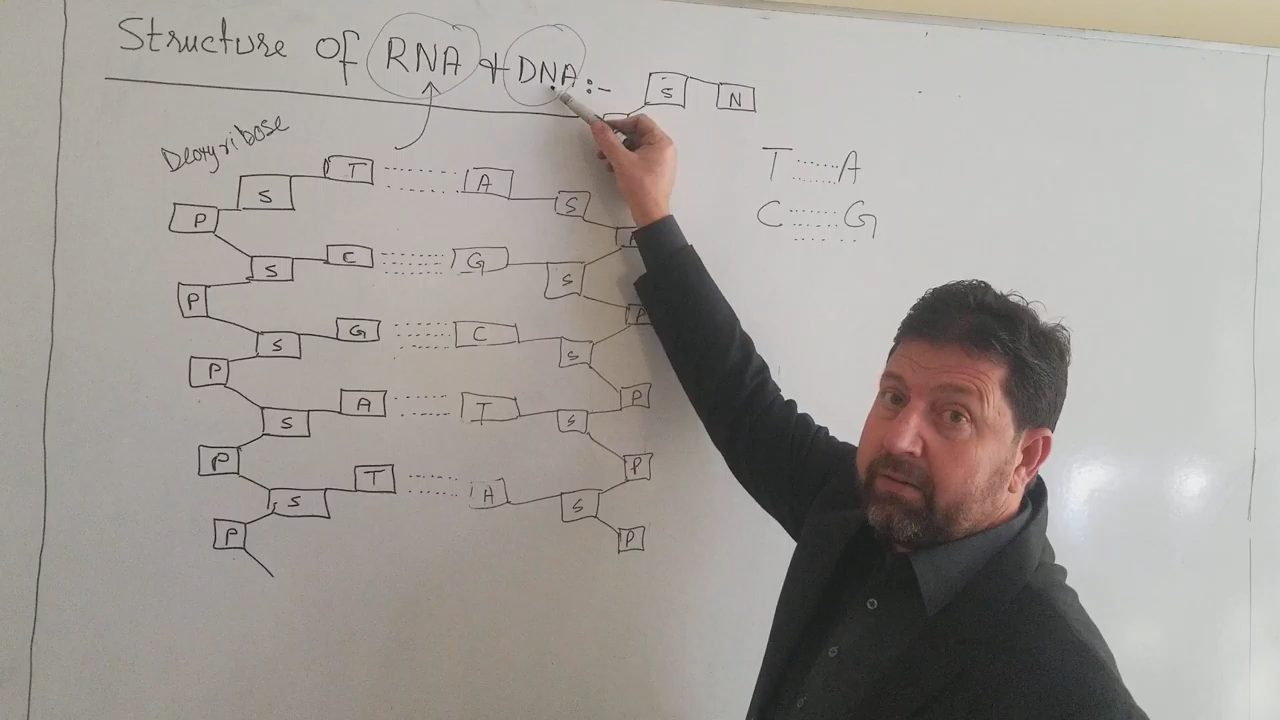 Structure of RNA & DNA:-
S N
Deoxyribose
T A
S T A S
P
C G
S C G S
P P
S G C S
P P
S A T S
P P
S T A S
P P